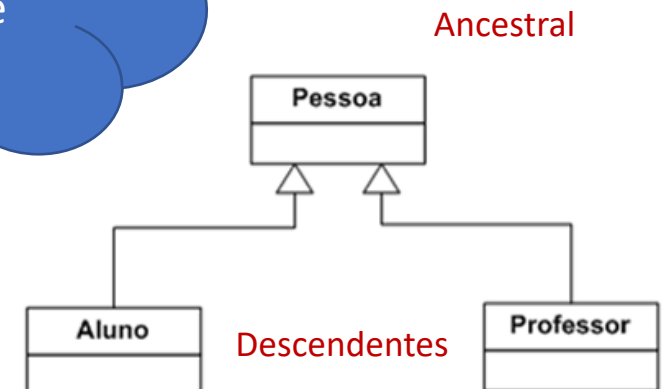 Ancestral
Pessoa
Aluno
Descendentes
Professor